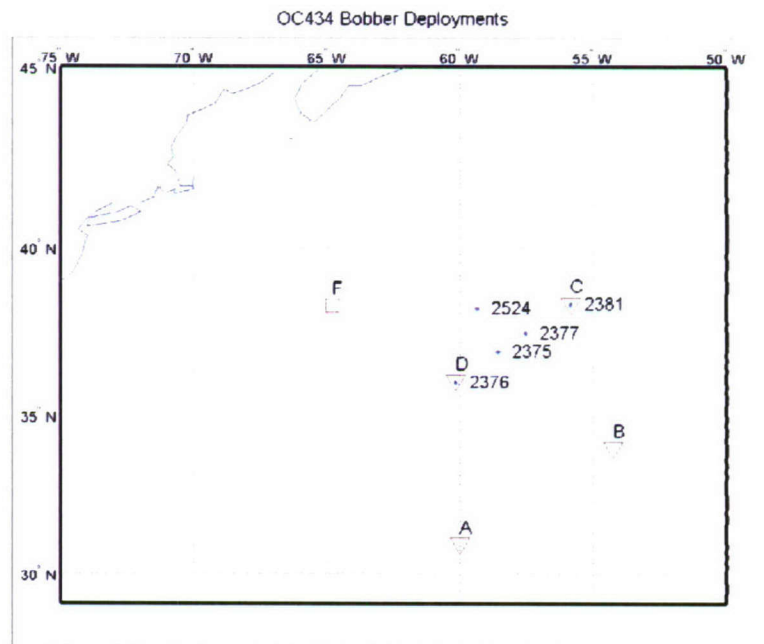 OC434 Bobber Deployments
75° W 70° W 65° W 60° W 55° W 50° W
45° N
40° N
F
C
2524
2381
2377
2375
D
2376
35° N
B
A
30° N